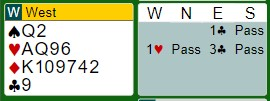 W West
♠Q2
♥AQ96
♦K109742
♣9
W N E S
1♣ Pass
1♥ Pass 3♣ Pass